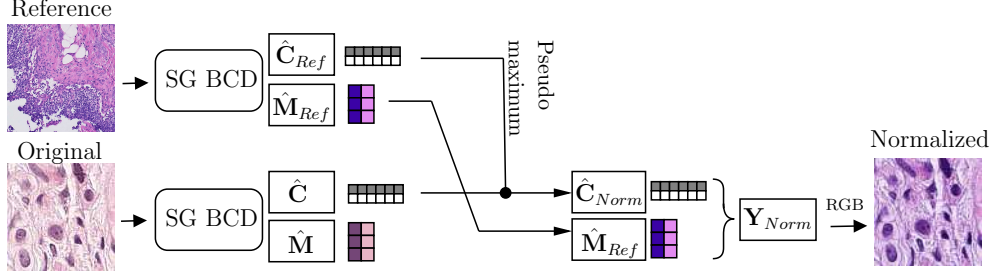 Reference
SG BCD
Ĉ_Ref
M̂_Ref
Pseudo
maximum
Original
SG BCD
Ĉ
M̂
Ĉ_Norm
M̂_Ref
Y_Norm
RGB
Normalized